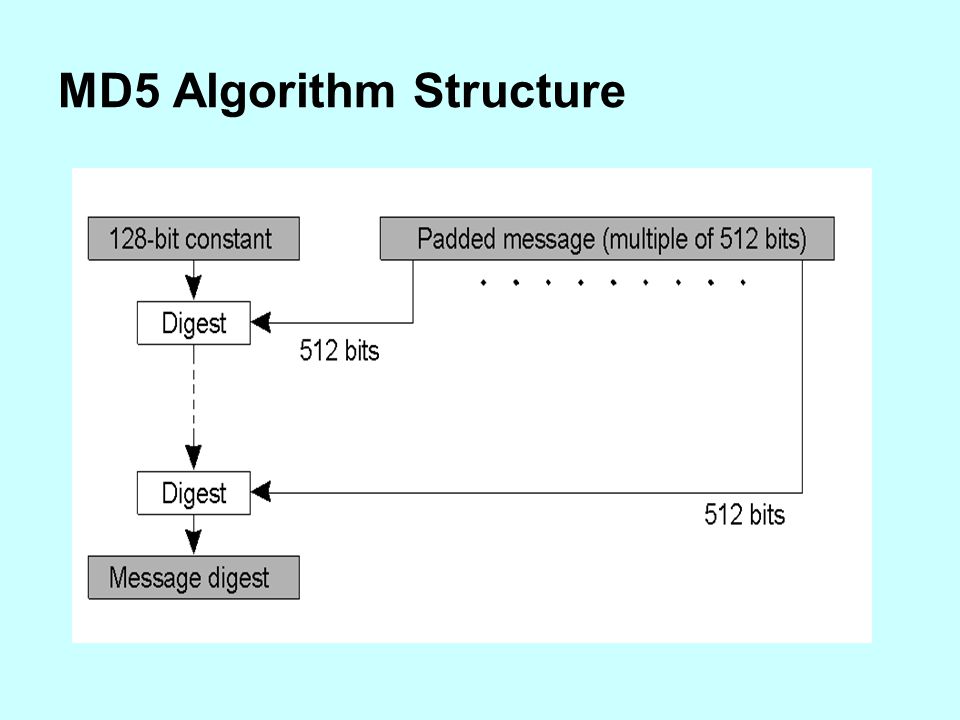 MD5 Algorithm Structure
128-bit constant
Padded message (multiple of 512 bits)
Digest
512 bits
Digest
512 bits
Message digest